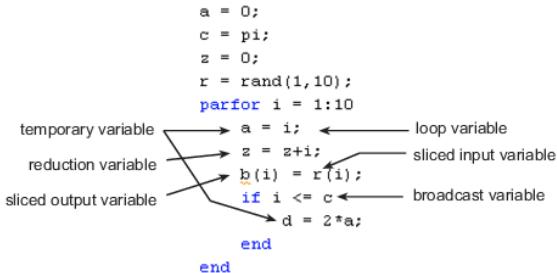 a = 0;
c = pi;
z = 0;
r = rand(1,10);
parfor i = 1:10
temporary variable a = i; loop variable
reduction variable z = z+i; sliced input variable
sliced output variable b(i) = r(i);
if i <= c broadcast variable
d = 2*a;
end
end